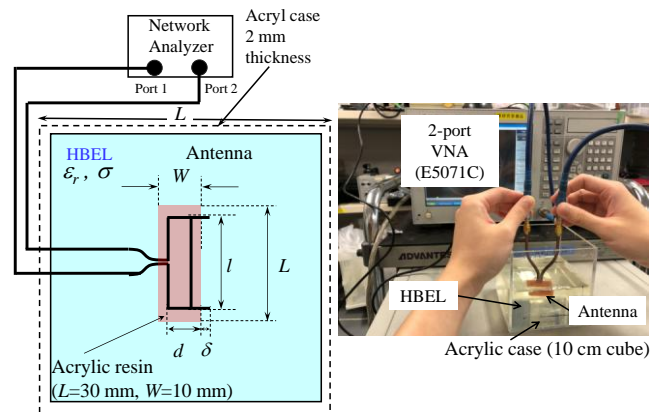 Network
Analyzer
Port 1
Port 2
Acryl case
2 mm
thickness
L
HBEL
εr , σ
Antenna
W
l
L
d
δ
Acrylic resin
(L=30 mm, W=10 mm)
2-port
VNA
(E5071C)
ADVANTES
HBEL
Antenna
Acrylic case (10 cm cube)